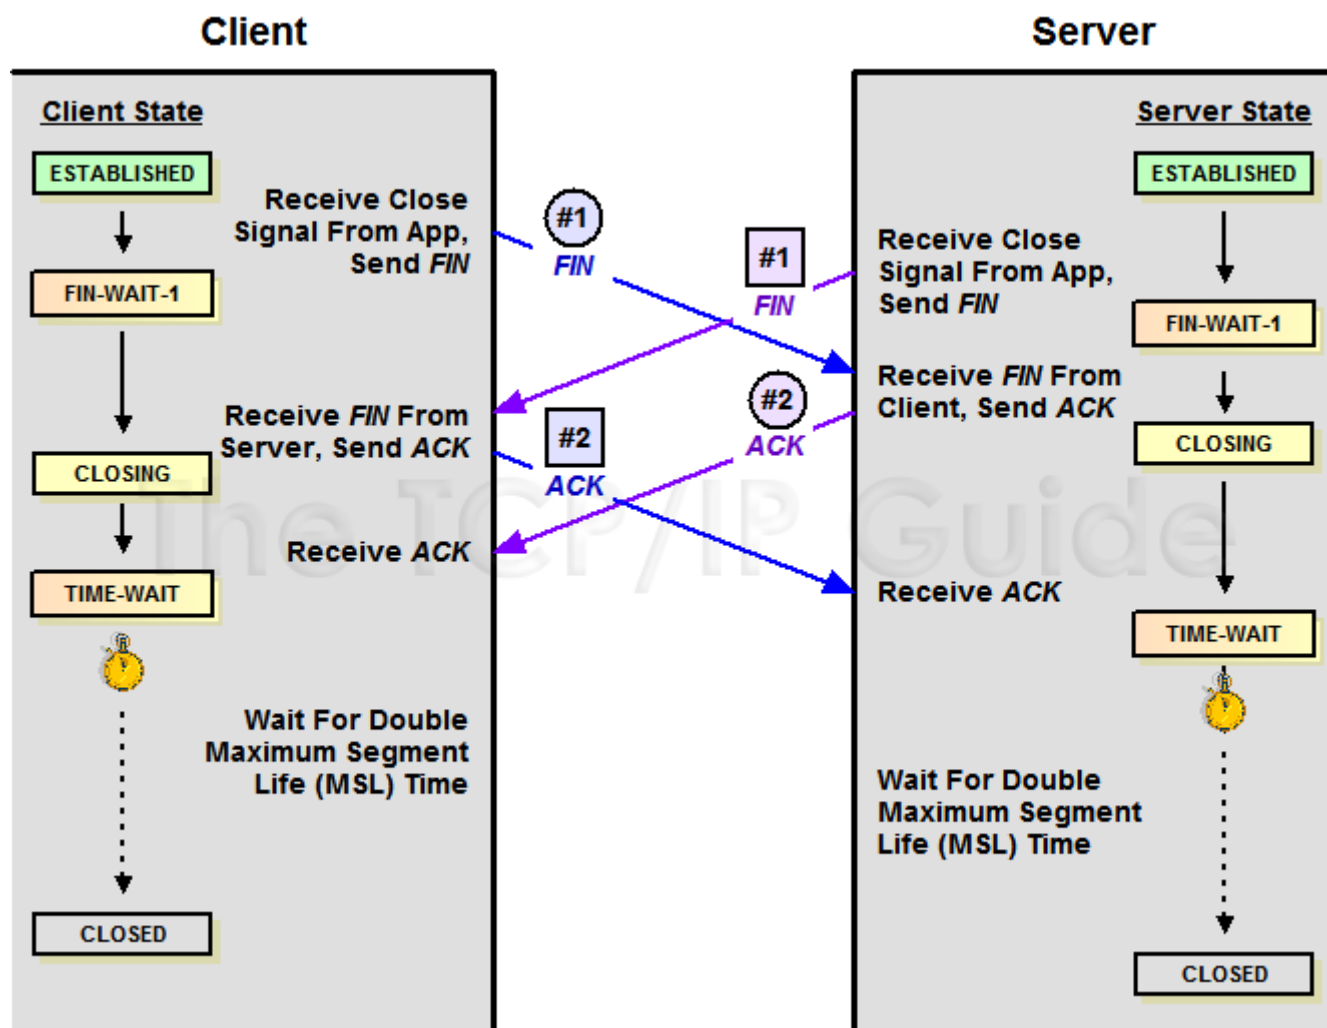 Client
Server
Client State
ESTABLISHED
Receive Close
Signal From App,
Send FIN
FIN-WAIT-1
Receive FIN From
Server, Send ACK
CLOSING
Receive ACK
TIME-WAIT
Wait For Double
Maximum Segment
Life (MSL) Time
CLOSED
#1
FIN
#1
FIN
#2
ACK
#2
ACK
Server State
ESTABLISHED
Receive Close
Signal From App,
Send FIN
FIN-WAIT-1
Receive FIN From
Client, Send ACK
CLOSING
Receive ACK
TIME-WAIT
Wait For Double
Maximum Segment
Life (MSL) Time
CLOSED
The TCP/IP Guide